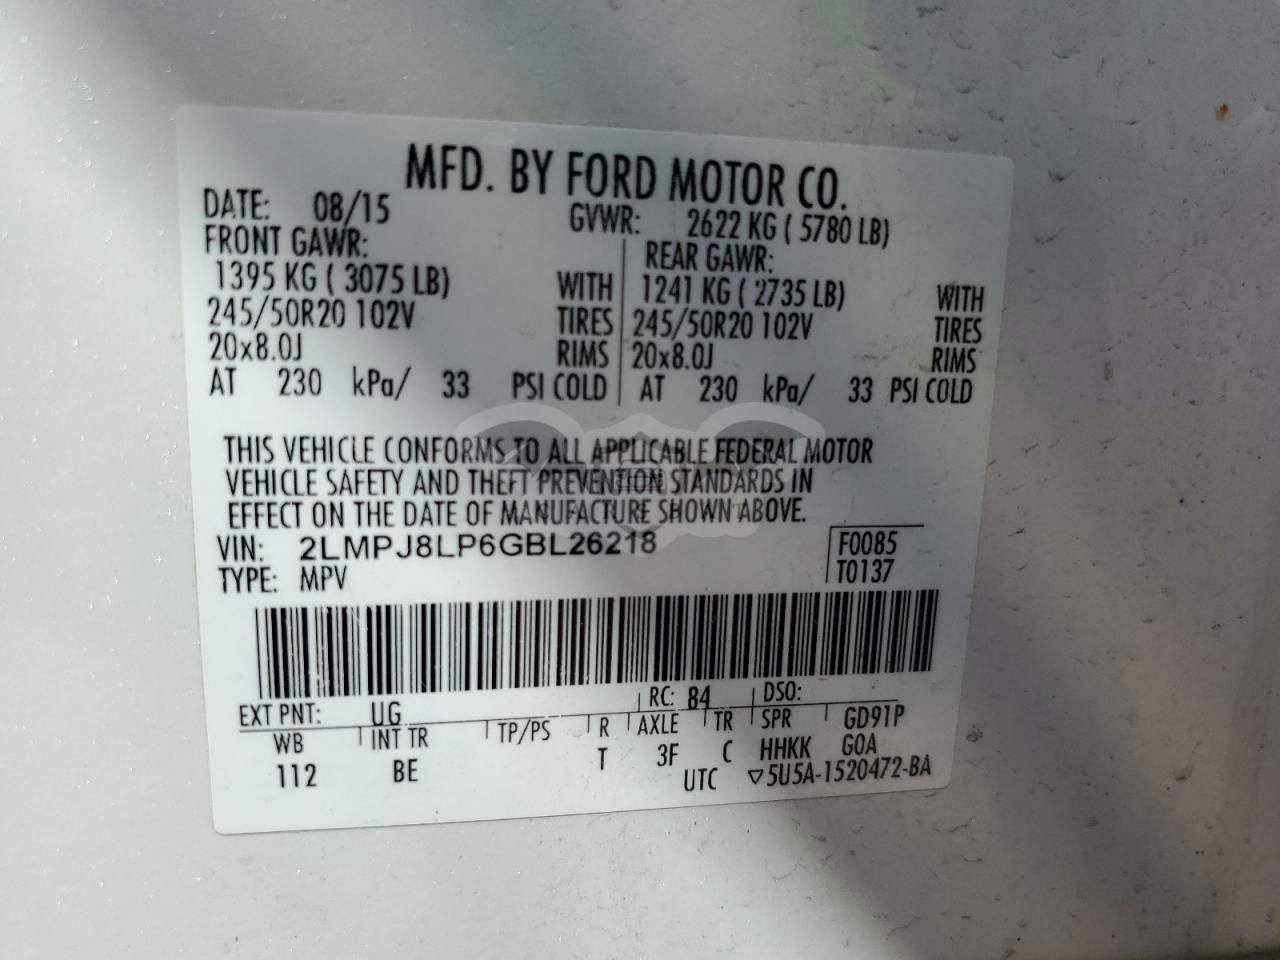 MFD. BY FORD MOTOR CO.
DATE: 08/15 GVWR: 2622 KG ( 5780 LB)
FRONT GAWR: REAR GAWR:
1395 KG ( 3075 LB) WITH 1241 KG ( 2735 LB) WITH
245/50R20 102V TIRES 245/50R20 102V TIRES
20x8.0J RIMS 20x8.0J RIMS
AT 230 kPa/ 33 PSI COLD AT 230 kPa/ 33 PSI COLD
THIS VEHICLE CONFORMS TO ALL APPLICABLE FEDERAL MOTOR
VEHICLE SAFETY AND THEFT PREVENTION STANDARDS IN
EFFECT ON THE DATE OF MANUFACTURE SHOWN ABOVE.
VIN: 2LMPJ8LP6GBL26218 F0085
TYPE: MPV T0137
EXT PNT: UG RC: 84 DSO:
WB INT TR TP/PS R AXLE TR SPR GD91P
112 BE T 3F C HHKK GOA
UTC ▽5U5A-1520472-BA